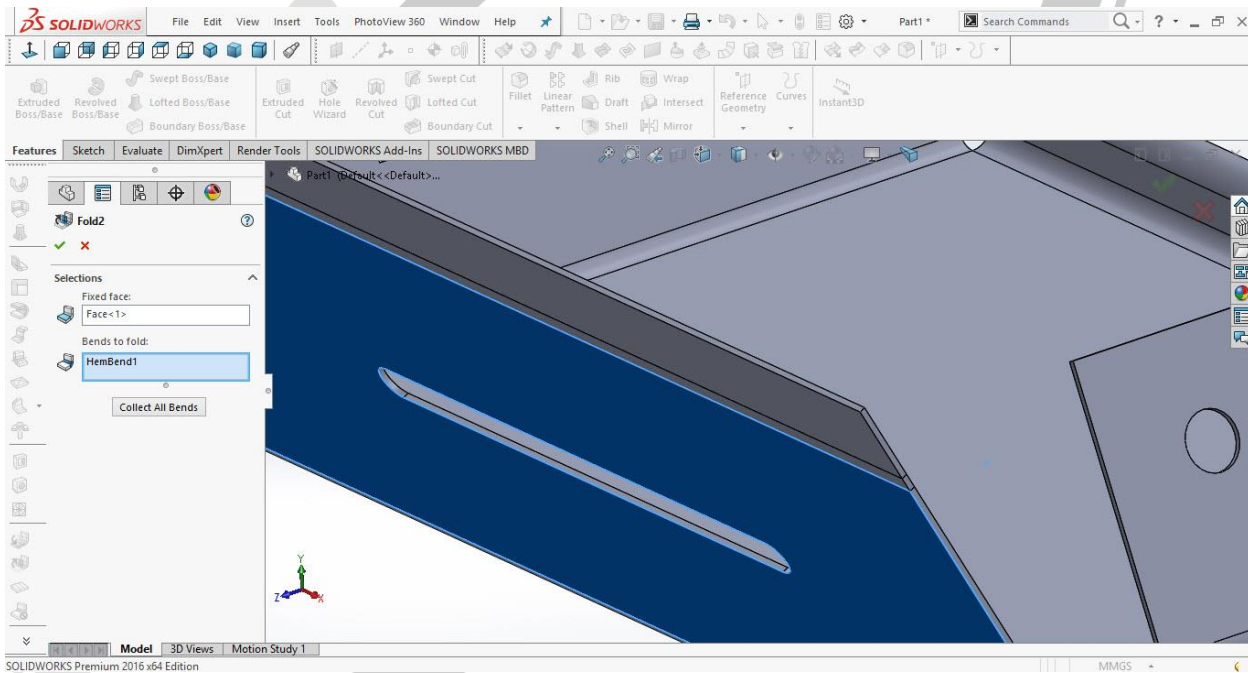 SOLIDWORKS File Edit View Insert Tools PhotoView 360 Window Help Part1 * Search Commands ?
Swept Boss/Base Swept Cut Rib Wrap
Extruded Boss/Base Revolved Boss/Base Lofted Boss/Base Extruded Cut Hole Wizard Revolved Cut Lofted Cut Fillet Linear Pattern Draft Intersect Reference Geometry Curves Instant3D
Boundary Boss/Base Boundary Cut Shell Mirror
Features Sketch Evaluate DimXpert Render Tools SOLIDWORKS Add-Ins SOLIDWORKS MBD
Part1 (Default<<Default>...
Fold2
Selections
Fixed face:
Face<1>
Bends to fold:
HemBend1
Collect All Bends
Y
Z X
Model 3D Views Motion Study 1
SOLIDWORKS Premium 2016 x64 Edition MMGS